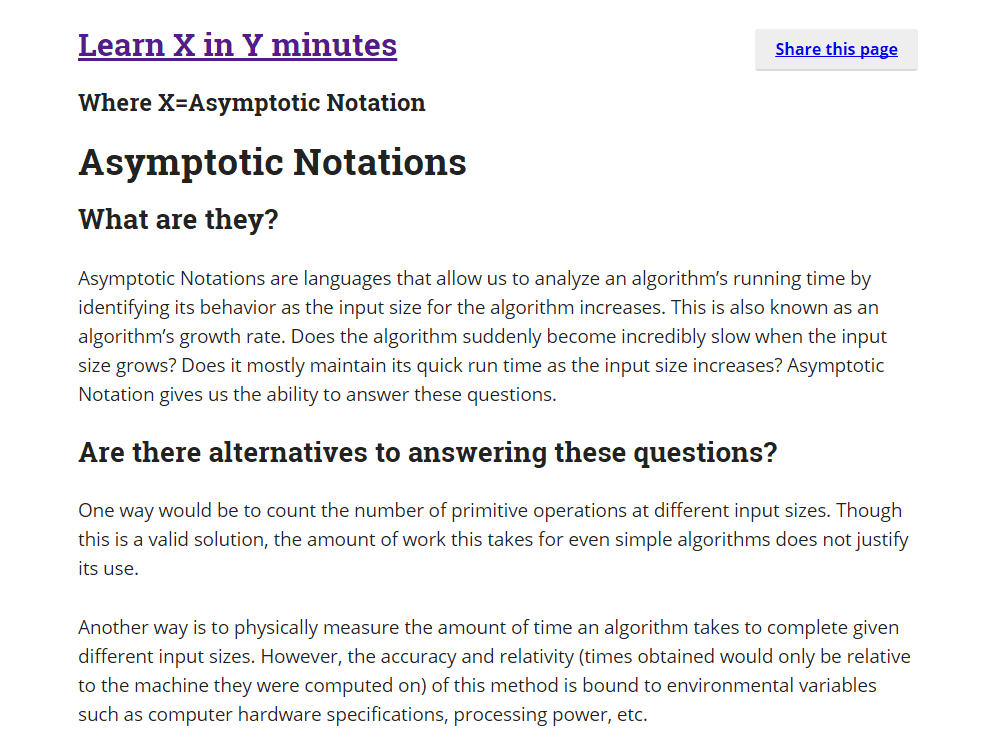 Learn X in Y minutes
Share this page
Where X=Asymptotic Notation
Asymptotic Notations
What are they?
Asymptotic Notations are languages that allow us to analyze an algorithm’s running time by
identifying its behavior as the input size for the algorithm increases. This is also known as an
algorithm’s growth rate. Does the algorithm suddenly become incredibly slow when the input
size grows? Does it mostly maintain its quick run time as the input size increases? Asymptotic
Notation gives us the ability to answer these questions.
Are there alternatives to answering these questions?
One way would be to count the number of primitive operations at different input sizes. Though
this is a valid solution, the amount of work this takes for even simple algorithms does not justify
its use.
Another way is to physically measure the amount of time an algorithm takes to complete given
different input sizes. However, the accuracy and relativity (times obtained would only be relative
to the machine they were computed on) of this method is bound to environmental variables
such as computer hardware specifications, processing power, etc.